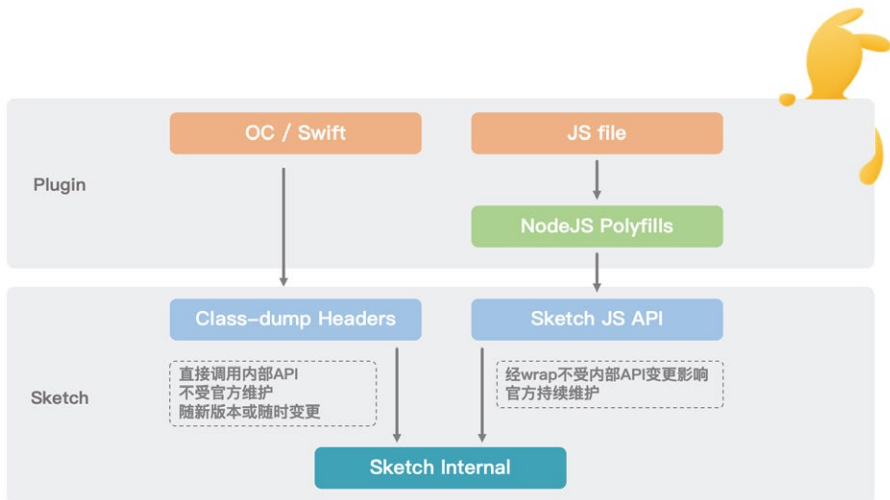 OC / Swift
JS file
Plugin
NodeJS Polyfills
Class-dump Headers
Sketch JS API
直接调用内部API
不受官方维护
随新版本或随时变更
经wrap不受内部API变更影响
官方持续维护
Sketch
Sketch Internal